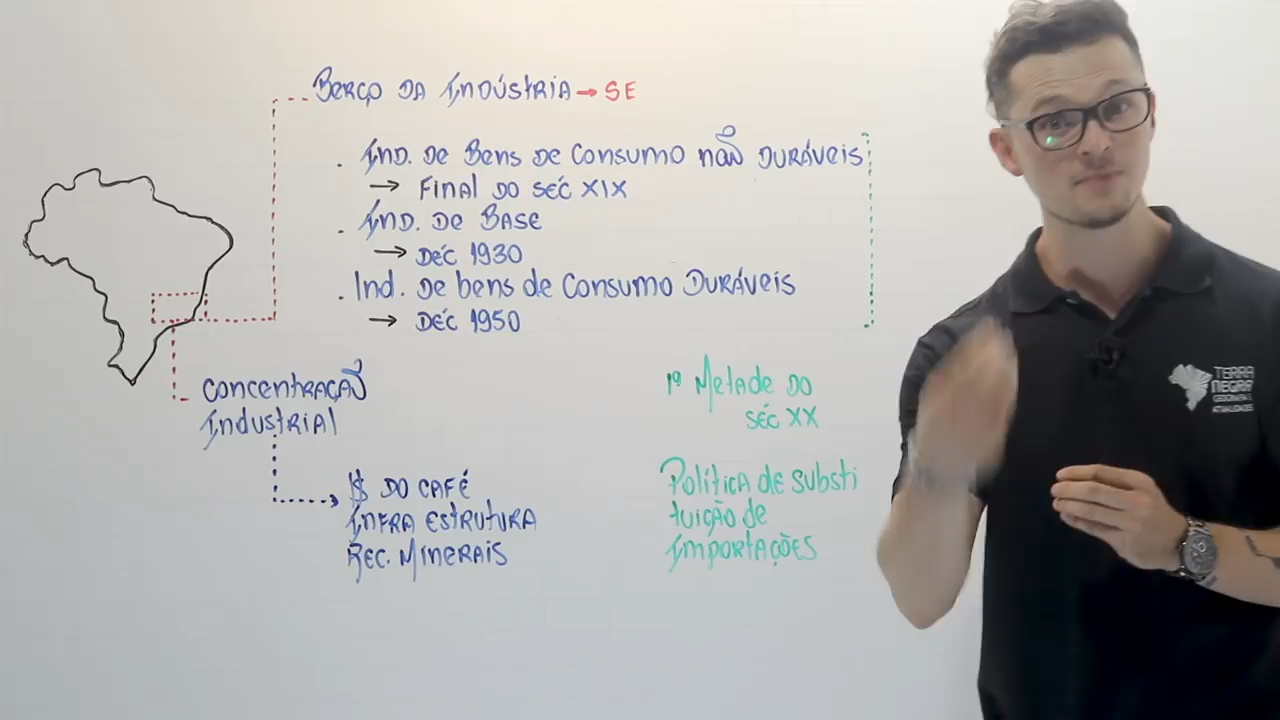 Berço da Indústria → SE
. Ind. de Bens de Consumo não Duráveis
→ Final do séc XIX
. Ind. de Base
→ Déc 1930
. Ind. de bens de Consumo Duráveis
→ Déc 1950
Concentração
Industrial
$ do café
Infra estrutura
Rec. Minerais
1ª Metade do
séc XX
Política de substi
tuição de
Importações
TERRA
NEGRA
GEOGRAFIA E
ATUALIDADES